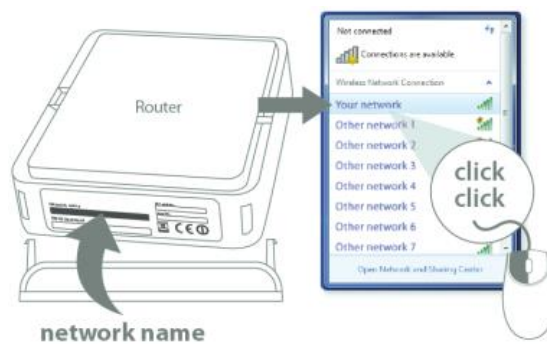 Router
network name
Not connected
Connections are available
Wireless Network Connection
Your network
Other network 1
Other network 2
Other network 3
Other network 4
Other network 5
Other network 6
Other network 7
Open Network and Sharing Center
click
click
CE